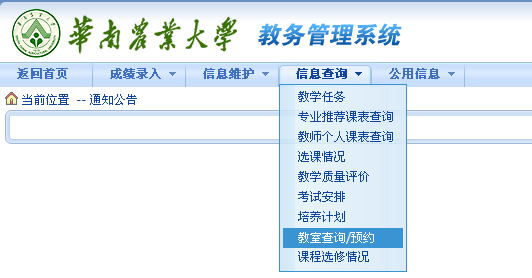 華南農業大學 教务管理系统
返回首页 成绩录入 信息维护 信息查询 公用信息
当前位置 -- 通知公告
教学任务
专业推荐课表查询
教师个人课表查询
选课情况
教学质量评价
考试安排
培养计划
教室查询/预约
课程选修情况